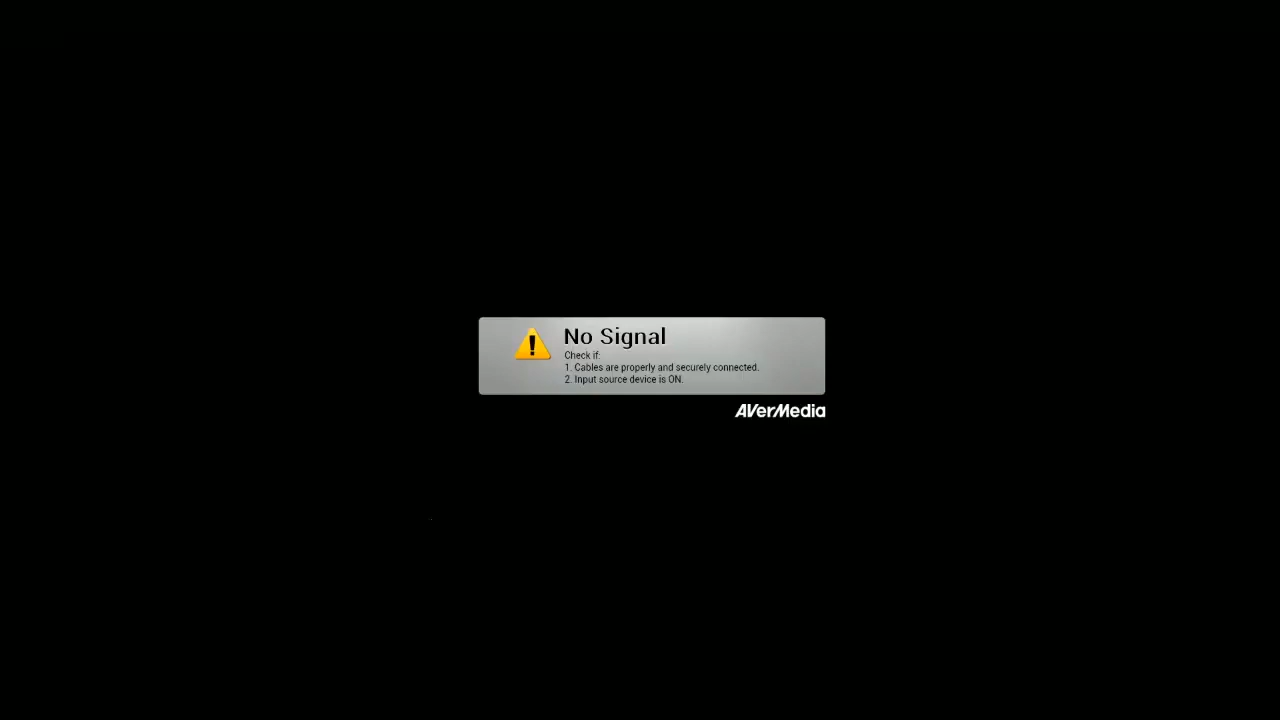 No Signal
Check if:
1. Cables are properly and securely connected.
2. Input source device is ON.
AVerMedia